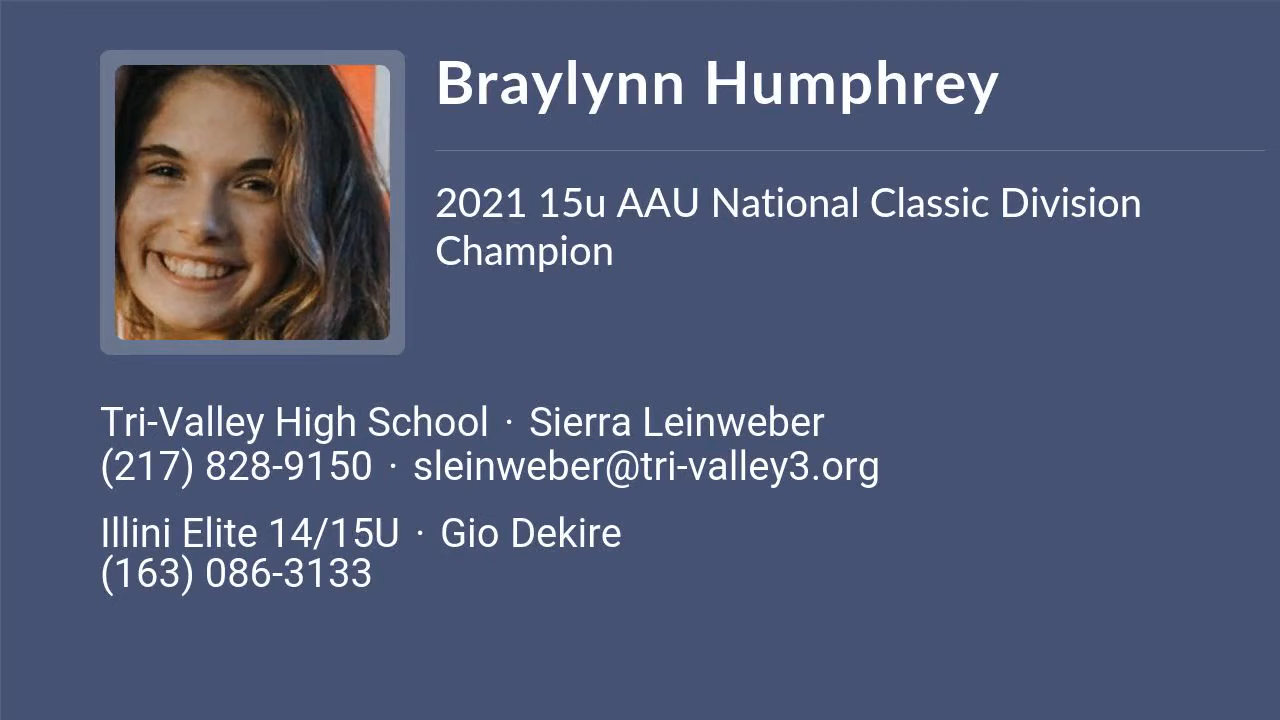 Braylynn Humphrey
2021 15u AAU National Classic Division
Champion
Tri-Valley High School · Sierra Leinweber
(217) 828-9150 · sleinweber@tri-valley3.org
Illini Elite 14/15U · Gio Dekire
(163) 086-3133